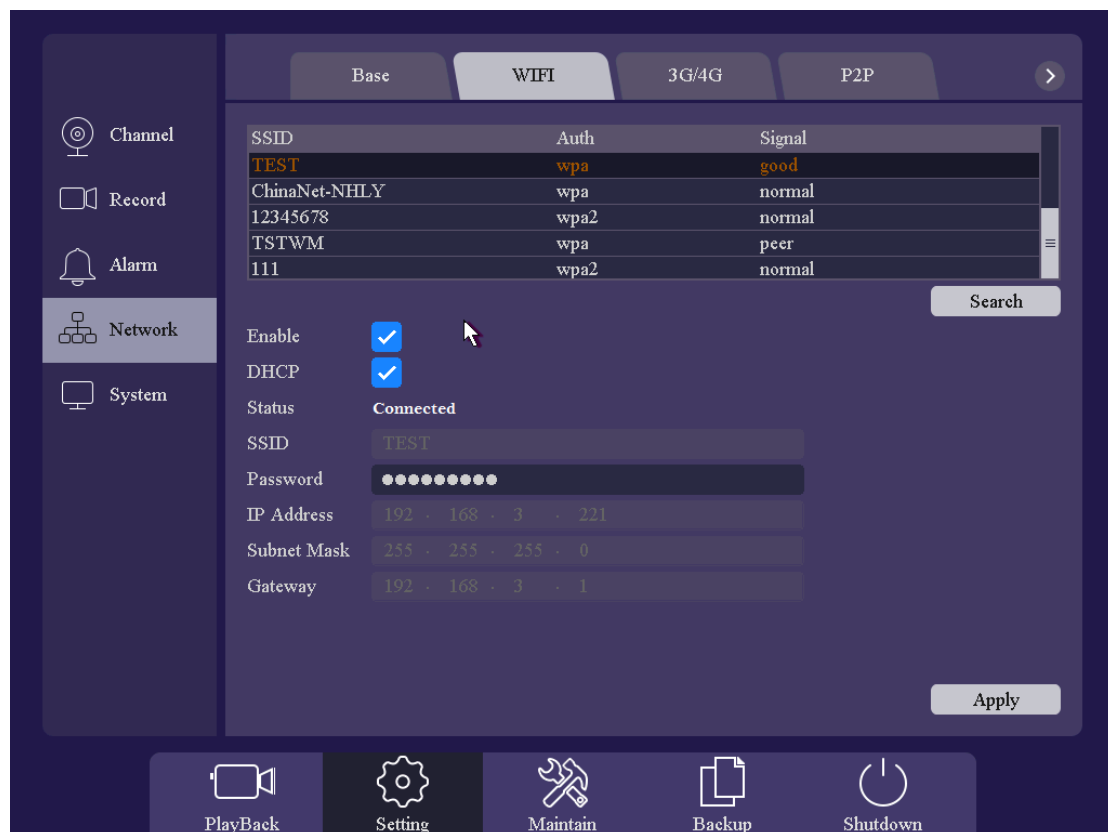 Base WIFI 3G/4G P2P
Channel
Record
Alarm
Network
System
SSID Auth Signal
TEST wpa good
ChinaNet-NHLY wpa normal
12345678 wpa2 normal
TSTWM wpa peer
111 wpa2 normal
Search
Enable
DHCP
Status Connected
SSID TEST
Password ●●●●●●●●●
IP Address 192 . 168 . 3 . 221
Subnet Mask 255 . 255 . 255 . 0
Gateway 192 . 168 . 3 . 1
Apply
PlayBack Setting Maintain Backup Shutdown